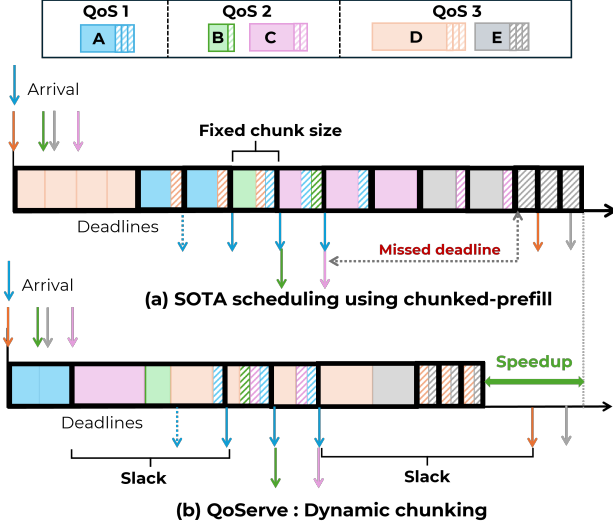 QoS 1 QoS 2 QoS 3
A B C D E
Arrival
Fixed chunk size
Deadlines
Missed deadline
(a) SOTA scheduling using chunked-prefill
Arrival
Speedup
Deadlines
Slack Slack
(b) QoServe : Dynamic chunking